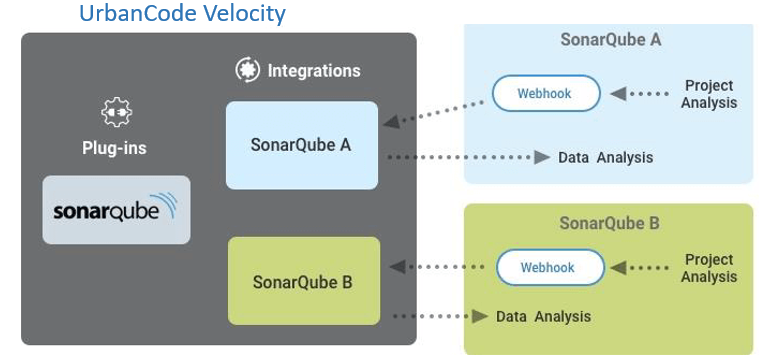 UrbanCode Velocity
Integrations
Plug-ins
sonarqube
SonarQube A
SonarQube B
SonarQube A
Webhook
Project
Analysis
Data Analysis
SonarQube B
Webhook
Project
Analysis
Data Analysis